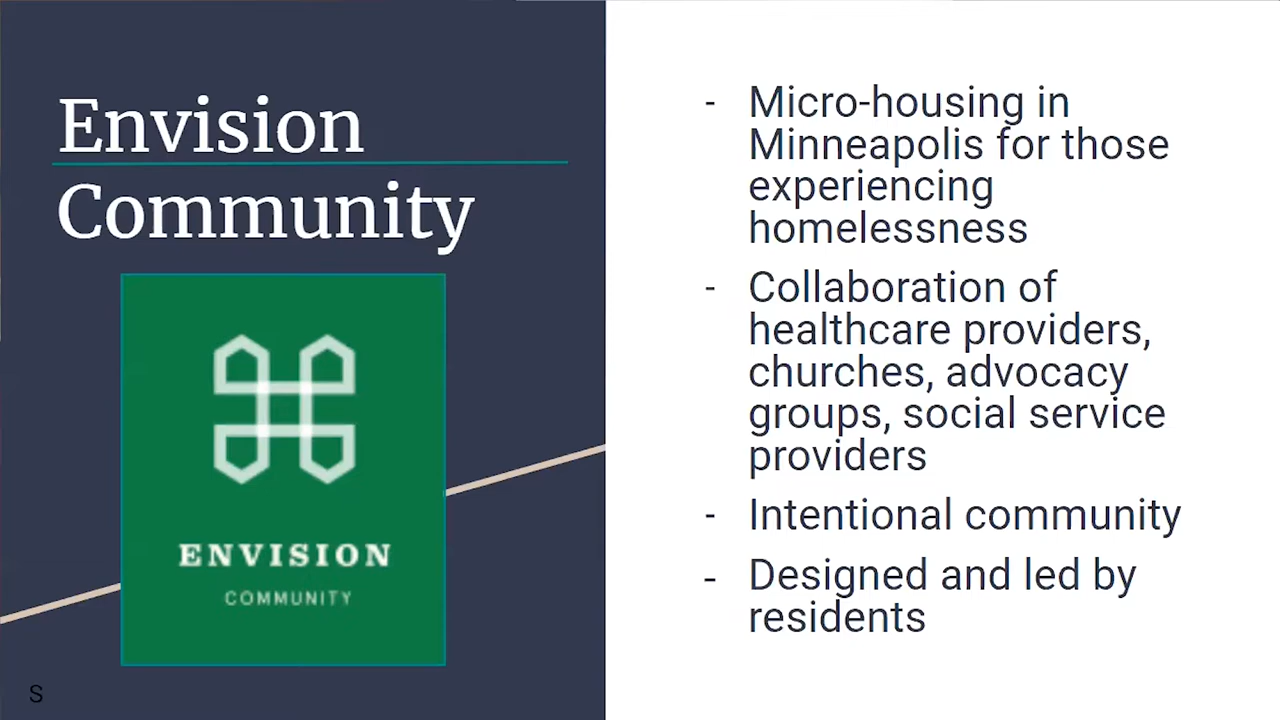 Envision
Community
ENVISION
COMMUNITY
S
- Micro-housing in
Minneapolis for those
experiencing
homelessness
- Collaboration of
healthcare providers,
churches, advocacy
groups, social service
providers
- Intentional community
- Designed and led by
residents